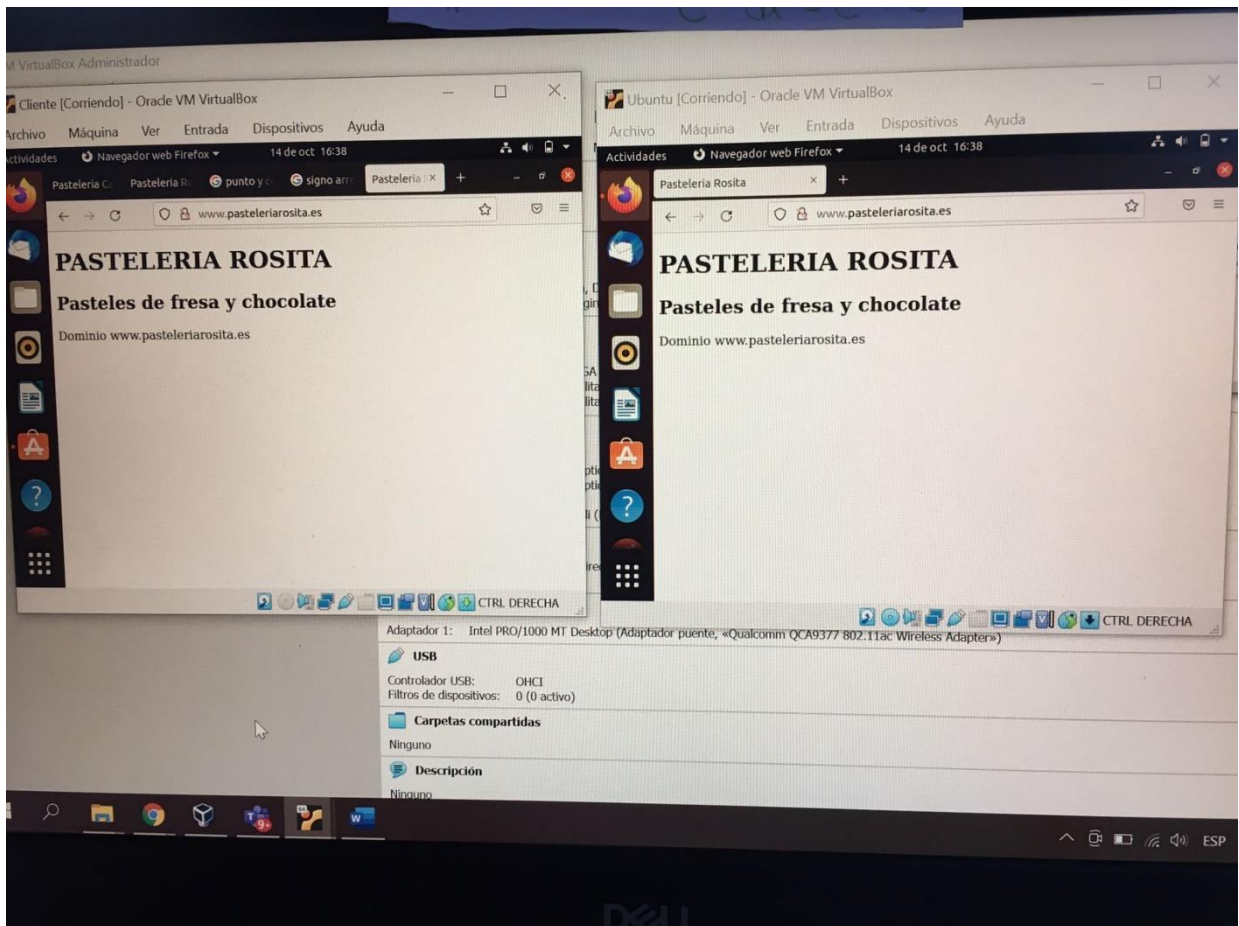 VM VirtualBox Administrador
Cliente [Corriendo] - Oracle VM VirtualBox
Archivo Máquina Ver Entrada Dispositivos Ayuda
Actividades Navegador web Firefox 14 de oct 16:38
Pasteleria Pasteleria punto y signo Pasteleria
www.pasteleriarosita.es
PASTELERIA ROSITA
Pasteles de fresa y chocolate
Dominio www.pasteleriarosita.es
CTRL DERECHA
Ubuntu [Corriendo] - Oracle VM VirtualBox
Archivo Máquina Ver Entrada Dispositivos Ayuda
Actividades Navegador web Firefox 14 de oct 16:38
Pasteleria Rosita
www.pasteleriarosita.es
PASTELERIA ROSITA
Pasteles de fresa y chocolate
Dominio www.pasteleriarosita.es
CTRL DERECHA
Adaptador 1: Intel PRO/1000 MT Desktop (Adaptador puente, «Qualcomm QCA9377 802.11ac Wireless Adapter»)
USB
Controlador USB: OHCI
Filtros de dispositivos: 0 (0 activo)
Carpetas compartidas
Ninguno
Descripción
Ninguno
ESP
DELL